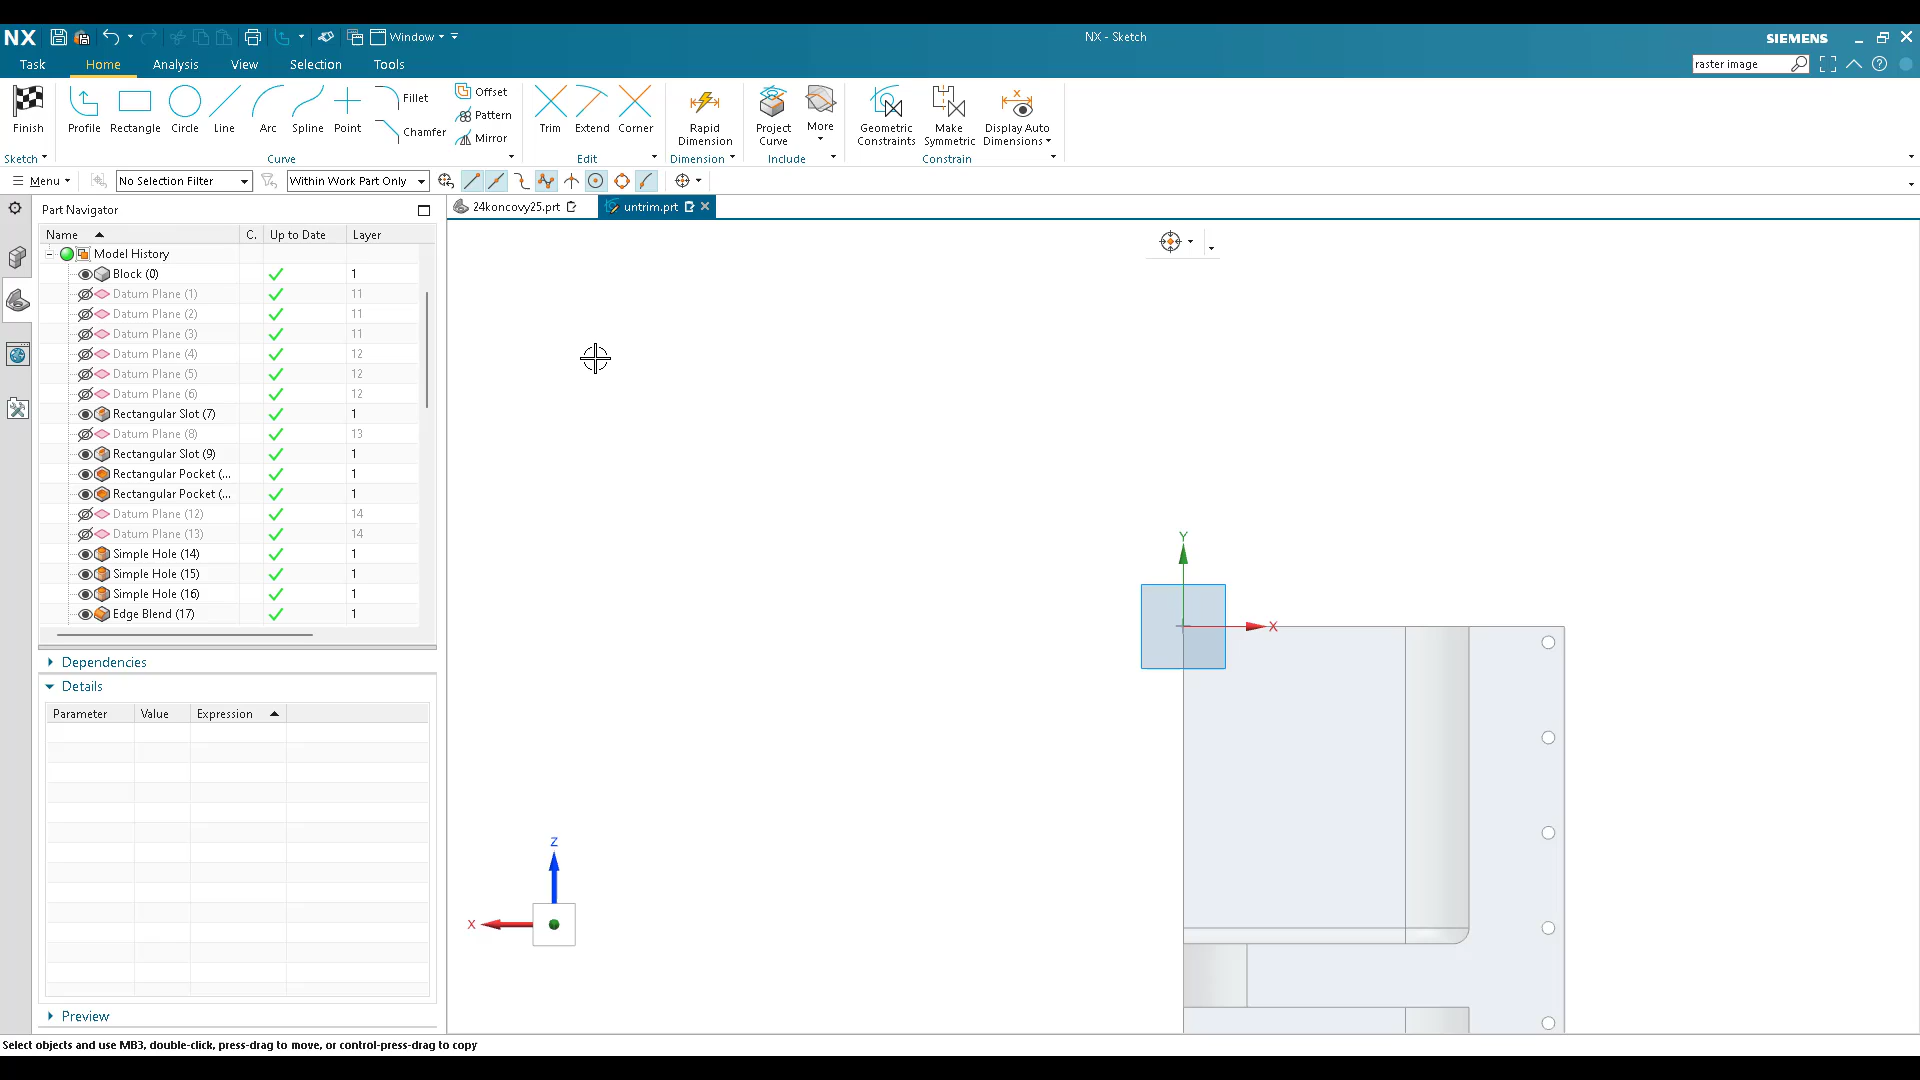 NX Window NX - Sketch SIEMENS
Task Home Analysis View Selection Tools raster image
Finish Profile Rectangle Circle Line Arc Spline Point Fillet Chamfer Offset Pattern Mirror Trim Extend Corner Rapid Dimension Project Curve More Geometric Constraints Make Symmetric Display Auto Dimensions
Sketch Curve Edit Dimension Include Constrain
Menu No Selection Filter Within Work Part Only
Part Navigator 24koncovy25.prt untrim.prt
Name C. Up to Date Layer
Model History
Block (0) 1
Datum Plane (1) 11
Datum Plane (2) 11
Datum Plane (3) 11
Datum Plane (4) 12
Datum Plane (5) 12
Datum Plane (6) 12
Rectangular Slot (7) 1
Datum Plane (8) 13
Rectangular Slot (9) 1
Rectangular Pocket (... 1
Rectangular Pocket (... 1
Datum Plane (12) 14
Datum Plane (13) 14
Simple Hole (14) 1
Simple Hole (15) 1
Simple Hole (16) 1
Edge Blend (17) 1
Dependencies
Details
Parameter Value Expression
Preview
Y
X
Z
X
Select objects and use MB3, double-click, press-drag to move, or control-press-drag to copy